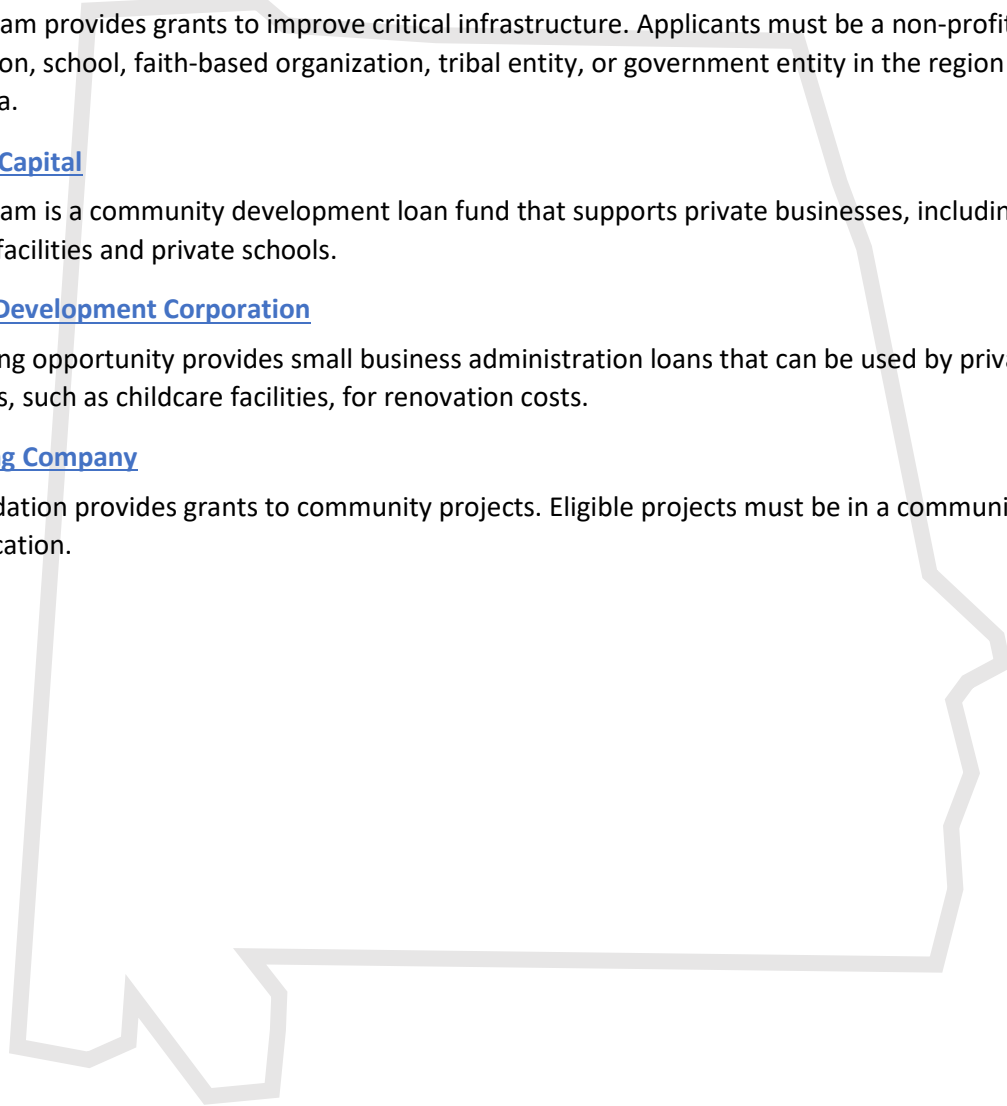 am provides grants to improve critical infrastructure. Applicants must be a non-profit
on, school, faith-based organization, tribal entity, or government entity in the region
a.
Capital
am is a community development loan fund that supports private businesses, includin
facilities and private schools.
Development Corporation
ng opportunity provides small business administration loans that can be used by priva
s, such as childcare facilities, for renovation costs.
g Company
dation provides grants to community projects. Eligible projects must be in a communi
cation.